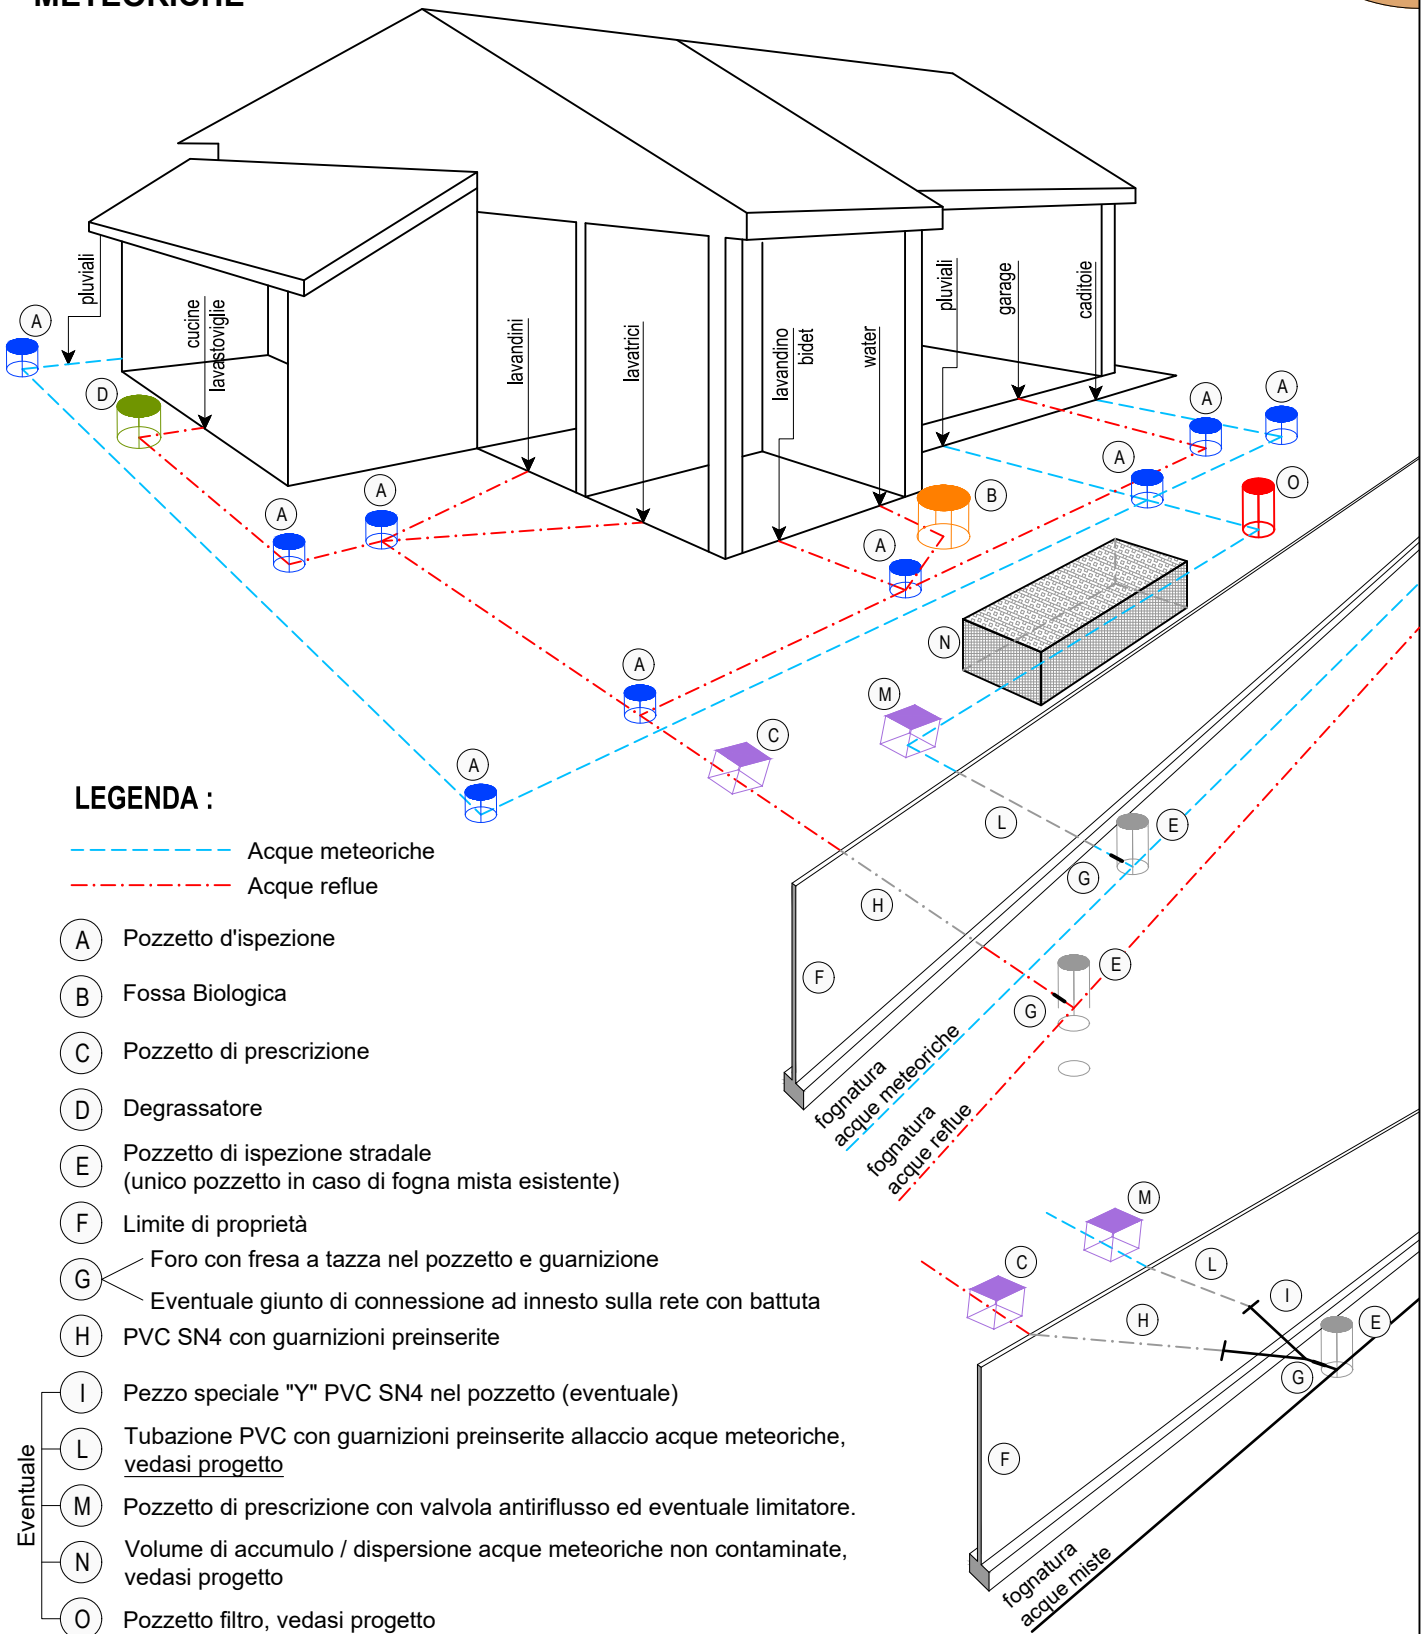 METEORICHE
pluviali
cucine
lavastoviglie
lavandini
lavatrici
lavandino
bidet
water
pluviali
garage
caditoie
A
D
A
A
A
A
A
B
A
A
A
O
N
M
C
L
E
G
H
E
G
F
fognatura
acque meteoriche
fognatura
acque reflue
M
C
L
I
H
E
G
F
fognatura
acque miste
LEGENDA :
Acque meteoriche
Acque reflue
A Pozzetto d'ispezione
B Fossa Biologica
C Pozzetto di prescrizione
D Degrassatore
E Pozzetto di ispezione stradale
(unico pozzetto in caso di fogna mista esistente)
F Limite di proprietà
G Foro con fresa a tazza nel pozzetto e guarnizione
Eventuale giunto di connessione ad innesto sulla rete con battuta
H PVC SN4 con guarnizioni preinserite
Eventuale
I Pezzo speciale "Y" PVC SN4 nel pozzetto (eventuale)
L Tubazione PVC con guarnizioni preinserite allaccio acque meteoriche,
vedasi progetto
M Pozzetto di prescrizione con valvola antiriflusso ed eventuale limitatore.
N Volume di accumulo / dispersione acque meteoriche non contaminate,
vedasi progetto
O Pozzetto filtro, vedasi progetto